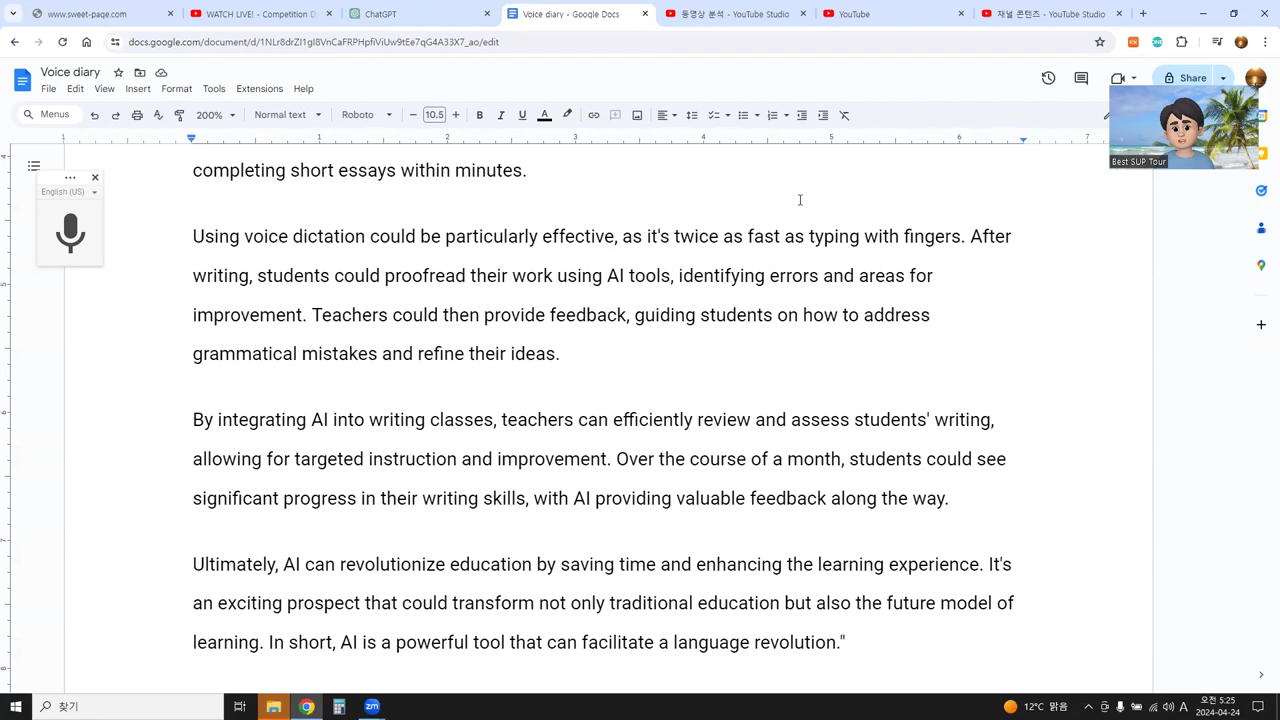 www.sweet-page.com
WATCH LIVE! - Competition D
ChatGPT
Voice diary - Google Docs
동영상 분석 - YouTube Studio
YouTube
채널 콘텐츠 - YouTube Studio
docs.google.com/document/d/1NLr8drZI1gI8VnCaFRPHpfiViUw9tEe7qG4A33X7_ao/edit
Voice diary
File Edit View Insert Format Tools Extensions Help
Share
Menus
200%
Normal text
Roboto
10.5
B I U A
1 1 2 3 4 5 6 7
English (US)
Best SUP Tour
completing short essays within minutes.
Using voice dictation could be particularly effective, as it's twice as fast as typing with fingers. After
writing, students could proofread their work using AI tools, identifying errors and areas for
improvement. Teachers could then provide feedback, guiding students on how to address
grammatical mistakes and refine their ideas.
By integrating AI into writing classes, teachers can efficiently review and assess students' writing,
allowing for targeted instruction and improvement. Over the course of a month, students could see
significant progress in their writing skills, with AI providing valuable feedback along the way.
Ultimately, AI can revolutionize education by saving time and enhancing the learning experience. It's
an exciting prospect that could transform not only traditional education but also the future model of
learning. In short, AI is a powerful tool that can facilitate a language revolution."
찾기
zm
12°C 맑음
A
오전 5:25
2024-04-24